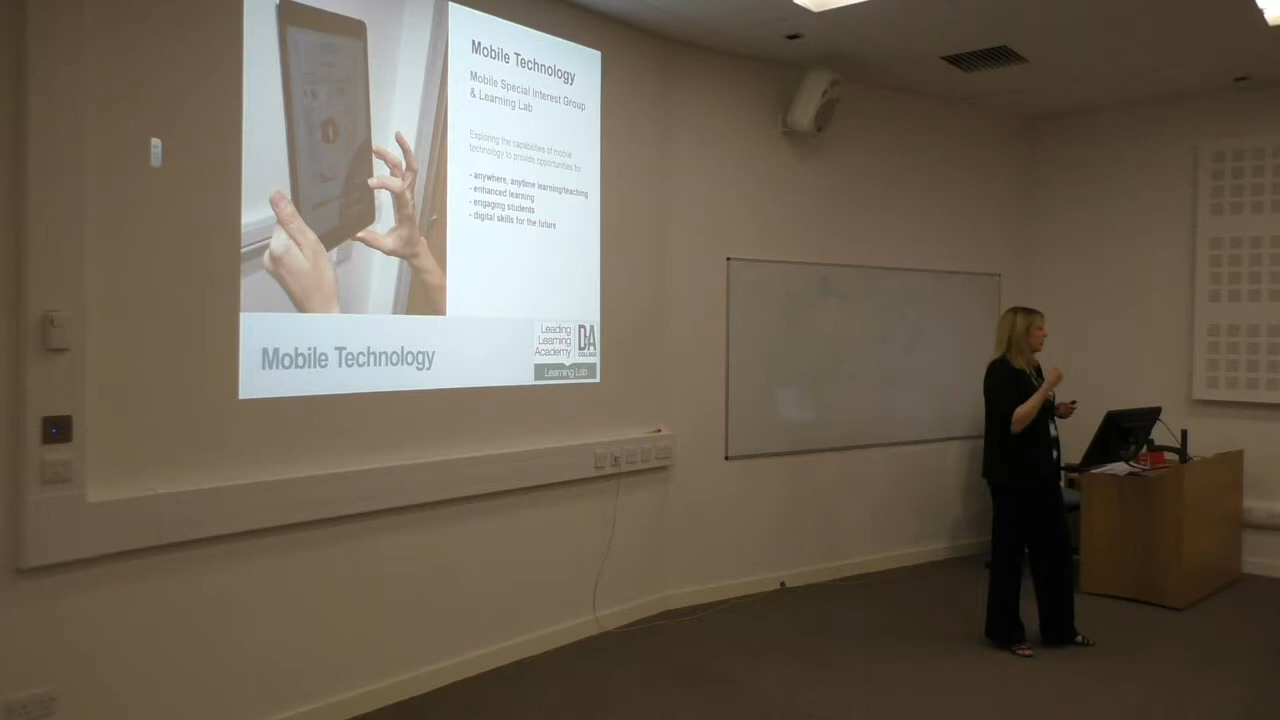 Mobile Technology
Mobile Special Interest Group
& Learning Lab
Exploring the capabilities of mobile
technology to provide opportunities for
- anywhere, anytime learning/teaching
- enhanced learning
- engaging students
- digital skills for the future
Mobile Technology
Leading
Learning
Academy
D&A
COLLEGE
Learning Lab